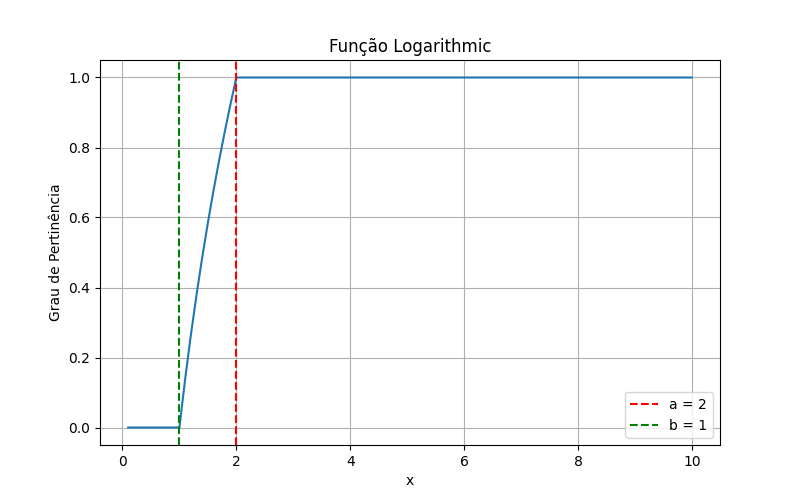 Função Logarithmic
Grau de Pertinência
1.0
0.8
0.6
0.4
0.2
0.0
0 2 4 6 8 10
x
a = 2
b = 1